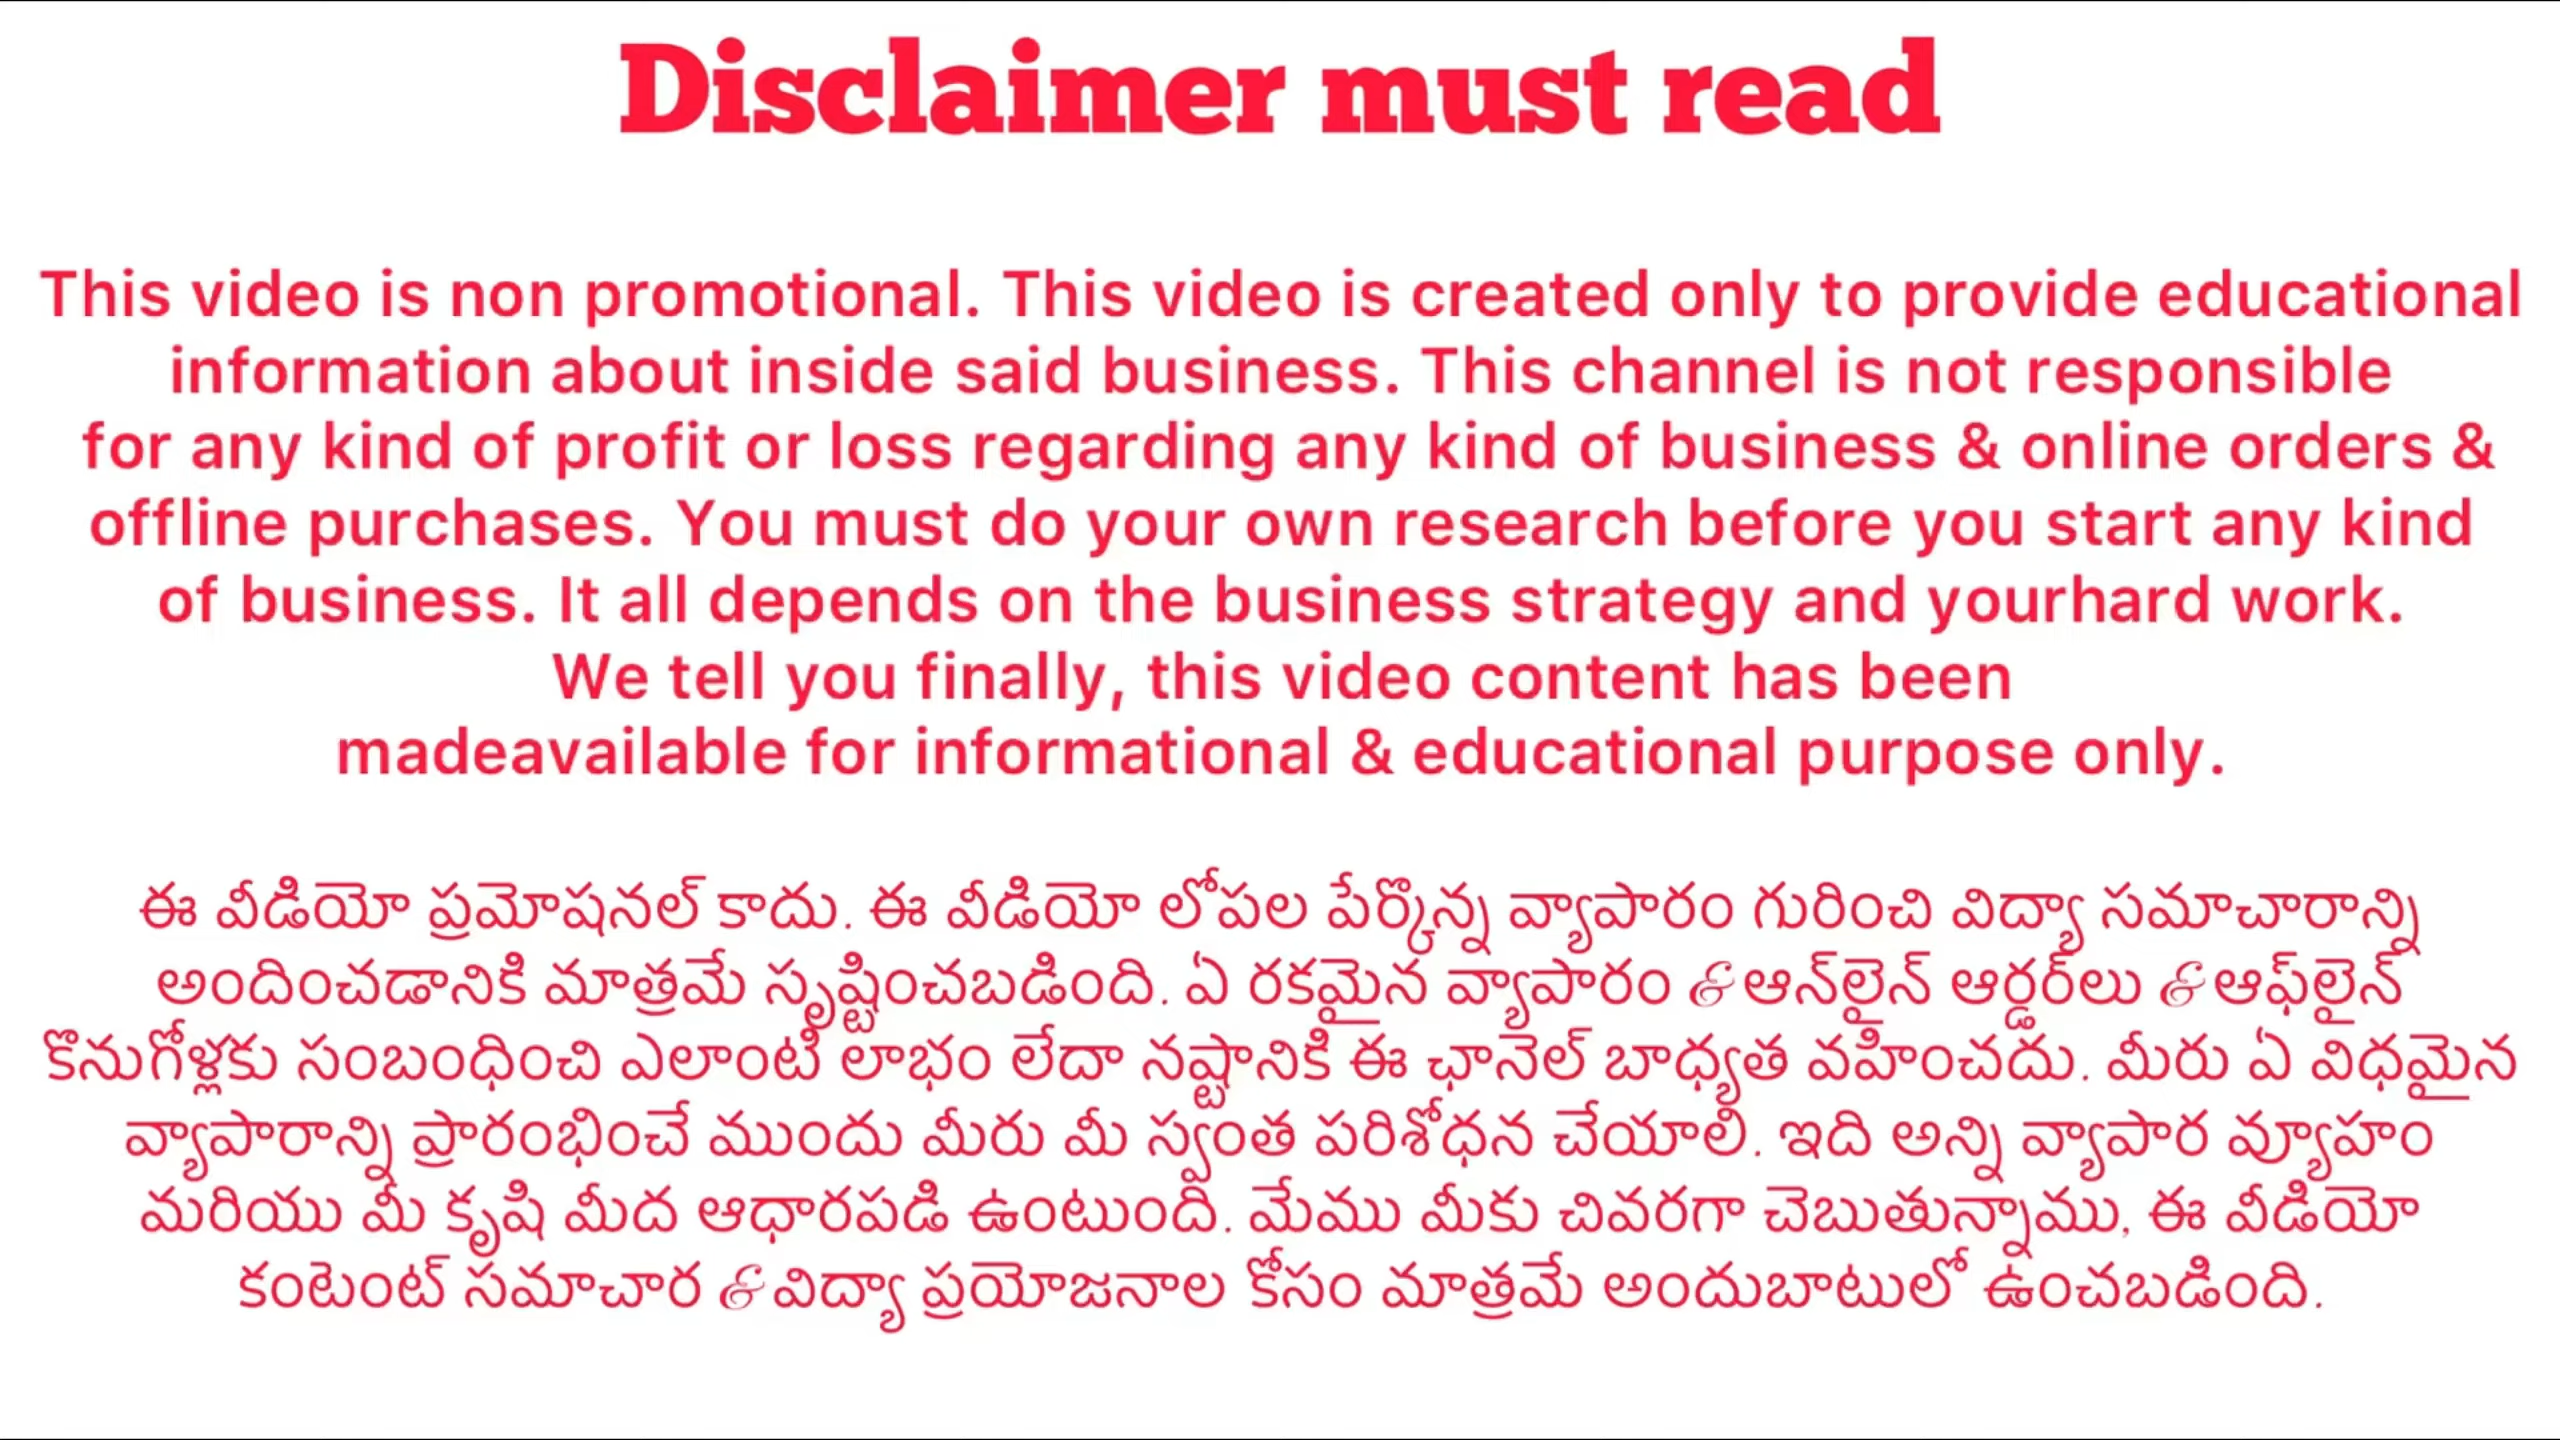 Disclaimer must read
This video is non promotional. This video is created only to provide educational
information about inside said business. This channel is not responsible
for any kind of profit or loss regarding any kind of business & online orders &
offline purchases. You must do your own research before you start any kind
of business. It all depends on the business strategy and yourhard work.
We tell you finally, this video content has been
madeavailable for informational & educational purpose only.
ఈ వీడియో ప్రమోషనల్ కాదు. ఈ వీడియో లోపల పేర్కొన్న వ్యాపారం గురించి విద్యా సమాచారాన్ని
అందించడానికి మాత్రమే సృష్టించబడింది. ఏ రకమైన వ్యాపారం & ఆన్‌లైన్ ఆర్డర్‌లు & ఆఫ్‌లైన్
కొనుగోళ్లకు సంబంధించి ఎలాంటి లాభం లేదా నష్టానికి ఈ ఛానెల్ బాధ్యత వహించదు. మీరు ఏ విధమైన
వ్యాపారాన్ని ప్రారంభించే ముందు మీరు మీ స్వంత పరిశోధన చేయాలి. ఇది అన్ని వ్యాపార వ్యూహం
మరియు మీ కృషి మీద ఆధారపడి ఉంటుంది. మేము మీకు చివరగా చెబుతున్నాము, ఈ వీడియో
కంటెంట్ సమాచార & విద్యా ప్రయోజనాల కోసం మాత్రమే అందుబాటులో ఉంచబడింది.